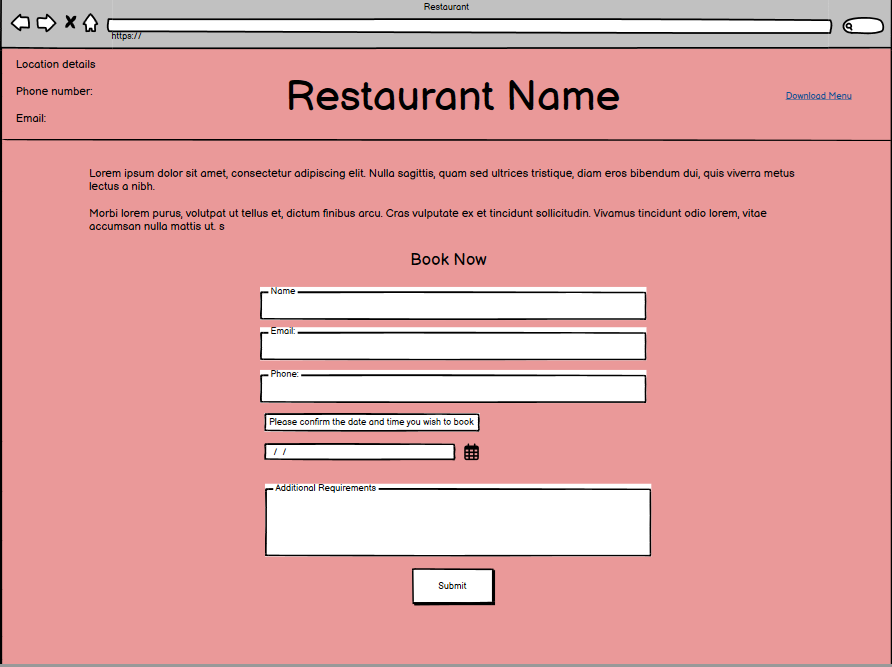 Restaurant
https://
Location details
Phone number:
Email:
Restaurant Name
Download Menu
Lorem ipsum dolor sit amet, consectetur adipiscing elit. Nulla sagittis, quam sed ultrices tristique, diam eros bibendum dui, quis viverra metus
lectus a nibh.
Morbi lorem purus, volutpat ut tellus et, dictum finibus arcu. Cras vulputate ex et tincidunt sollicitudin. Vivamus tincidunt odio lorem, vitae
accumsan nulla mattis ut. s
Book Now
Name
Email:
Phone:
Please confirm the date and time you wish to book
/ /
Additional Requirements
Submit